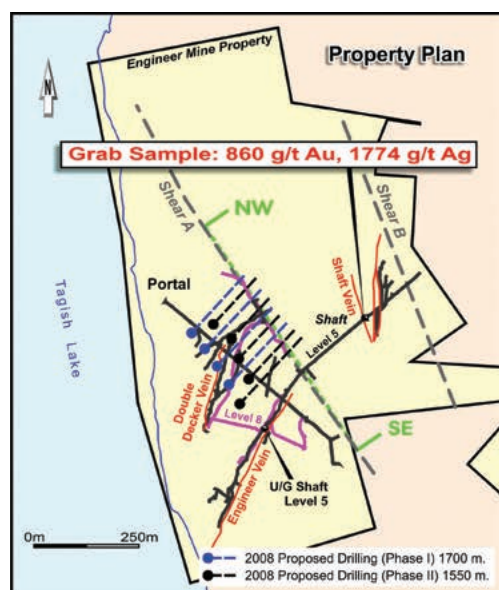 Engineer Mine Property
Property Plan
N
Grab Sample: 860 g/t Au, 1774 g/t Ag
Shear A
NW
Shear B
Tagish Lake
Portal
Shaft Vein
Shaft
Level 5
Double
Decker Vein
Level 8
SE
Engineer Vein
U/G Shaft
Level 5
0m
250m
2008 Proposed Drilling (Phase I) 1700 m.
2008 Proposed Drilling (Phase II) 1550 m.